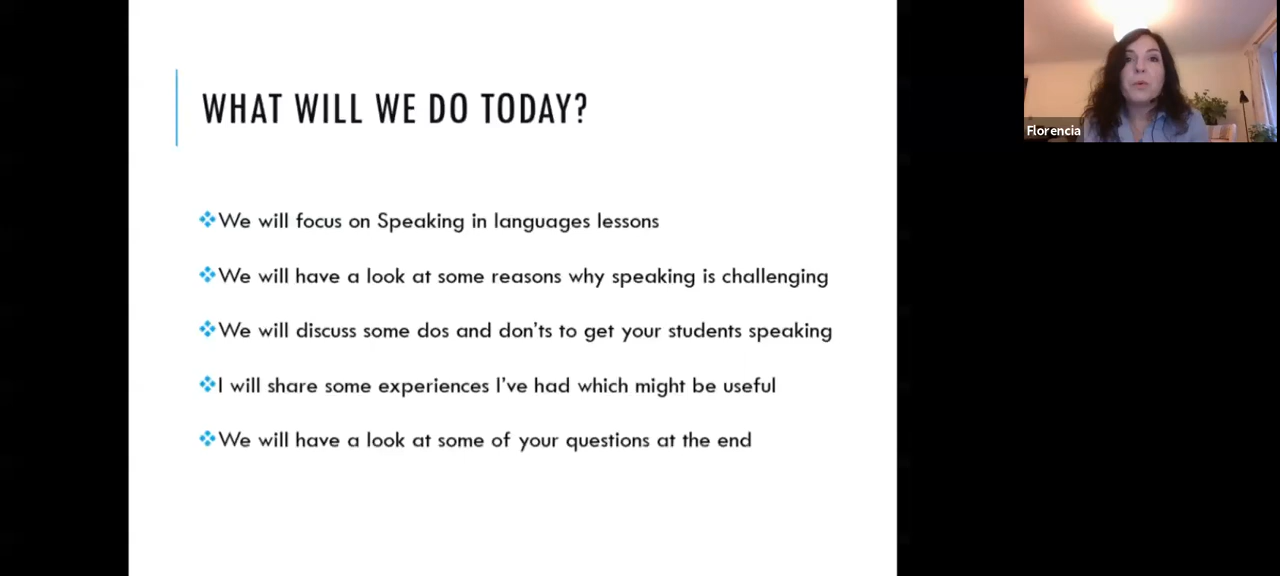 WHAT WILL WE DO TODAY?
❖We will focus on Speaking in languages lessons
❖We will have a look at some reasons why speaking is challenging
❖We will discuss some dos and don'ts to get your students speaking
❖I will share some experiences I've had which might be useful
❖We will have a look at some of your questions at the end
Florencia